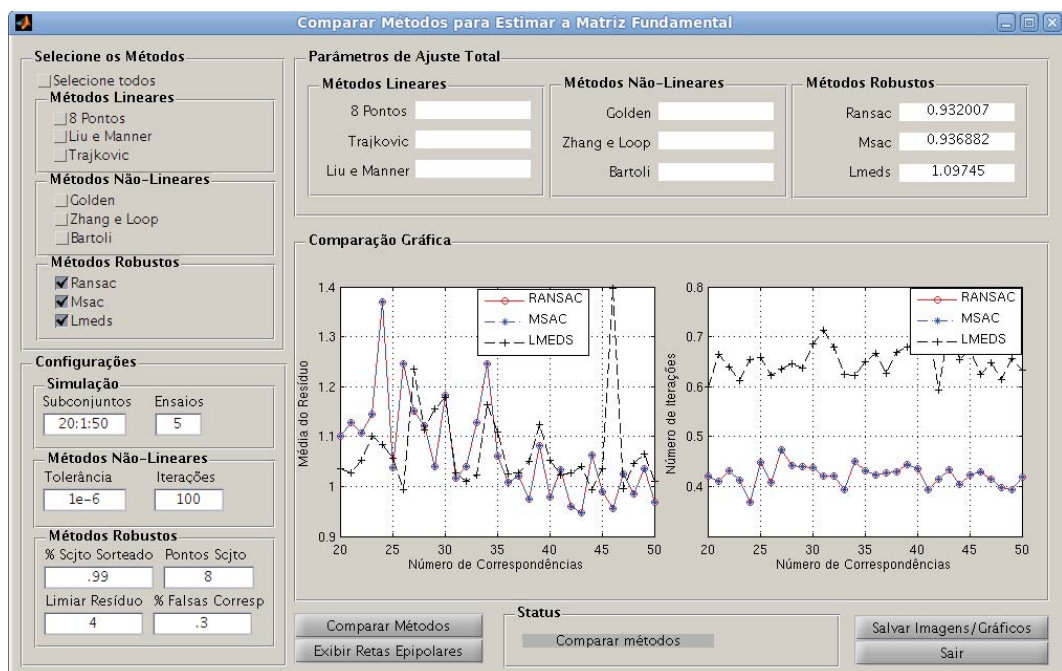 Comparar Métodos para Estimar a Matriz Fundamental
Selecione os Métodos
Selecione todos
Métodos Lineares
8 Pontos
Liu e Manner
Trajkovic
Métodos Não-Lineares
Golden
Zhang e Loop
Bartoli
Métodos Robustos
Ransac
Msac
Lmeds
Configurações
Simulação
Subconjuntos Ensaios
20:1:50 5
Métodos Não-Lineares
Tolerância Iterações
1e-6 100
Métodos Robustos
% Scjto Sorteado Pontos Scjto
.99 8
Limiar Resíduo % Falsas Corresp
4 .3
Parâmetros de Ajuste Total
Métodos Lineares
8 Pontos
Trajkovic
Liu e Manner
Métodos Não-Lineares
Golden
Zhang e Loop
Bartoli
Métodos Robustos
Ransac 0.932007
Msac 0.936882
Lmeds 1.09745
Comparação Gráfica
Média do Resíduo
1.4
1.3
1.2
1.1
1
0.9
20 25 30 35 40 45 50
Número de Correspondências
RANSAC
MSAC
LMEDS
Número de Iterações
0.8
0.7
0.6
0.5
0.4
20 25 30 35 40 45 50
Número de Correspondências
RANSAC
MSAC
LMEDS
Comparar Métodos
Exibir Retas Epipolares
Status
Comparar métodos
Salvar Imagens/Gráficos
Sair